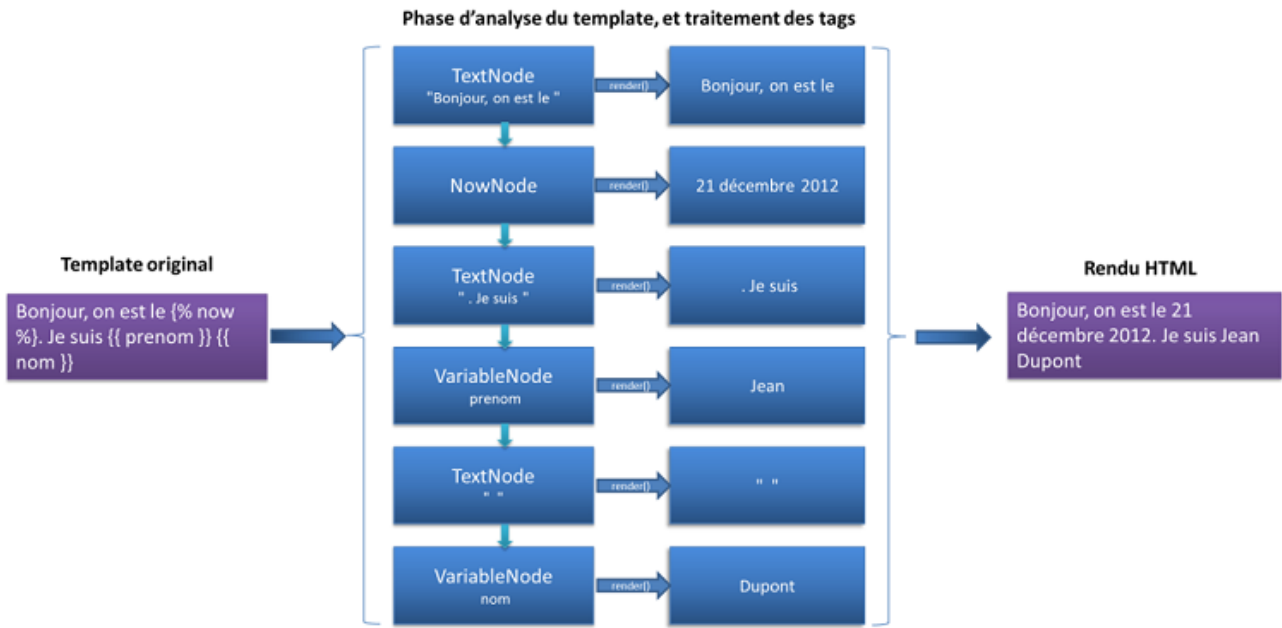 Phase d'analyse du template, et traitement des tags
Template original
Bonjour, on est le {% now
%}. Je suis {{ prenom }} {{
nom }}
TextNode
"Bonjour, on est le "
render()
Bonjour, on est le
NowNode
render()
21 décembre 2012
TextNode
" . Je suis "
render()
. Je suis
VariableNode
prenom
render()
Jean
TextNode
" "
render()
" "
VariableNode
nom
render()
Dupont
Rendu HTML
Bonjour, on est le 21
décembre 2012. Je suis Jean
Dupont